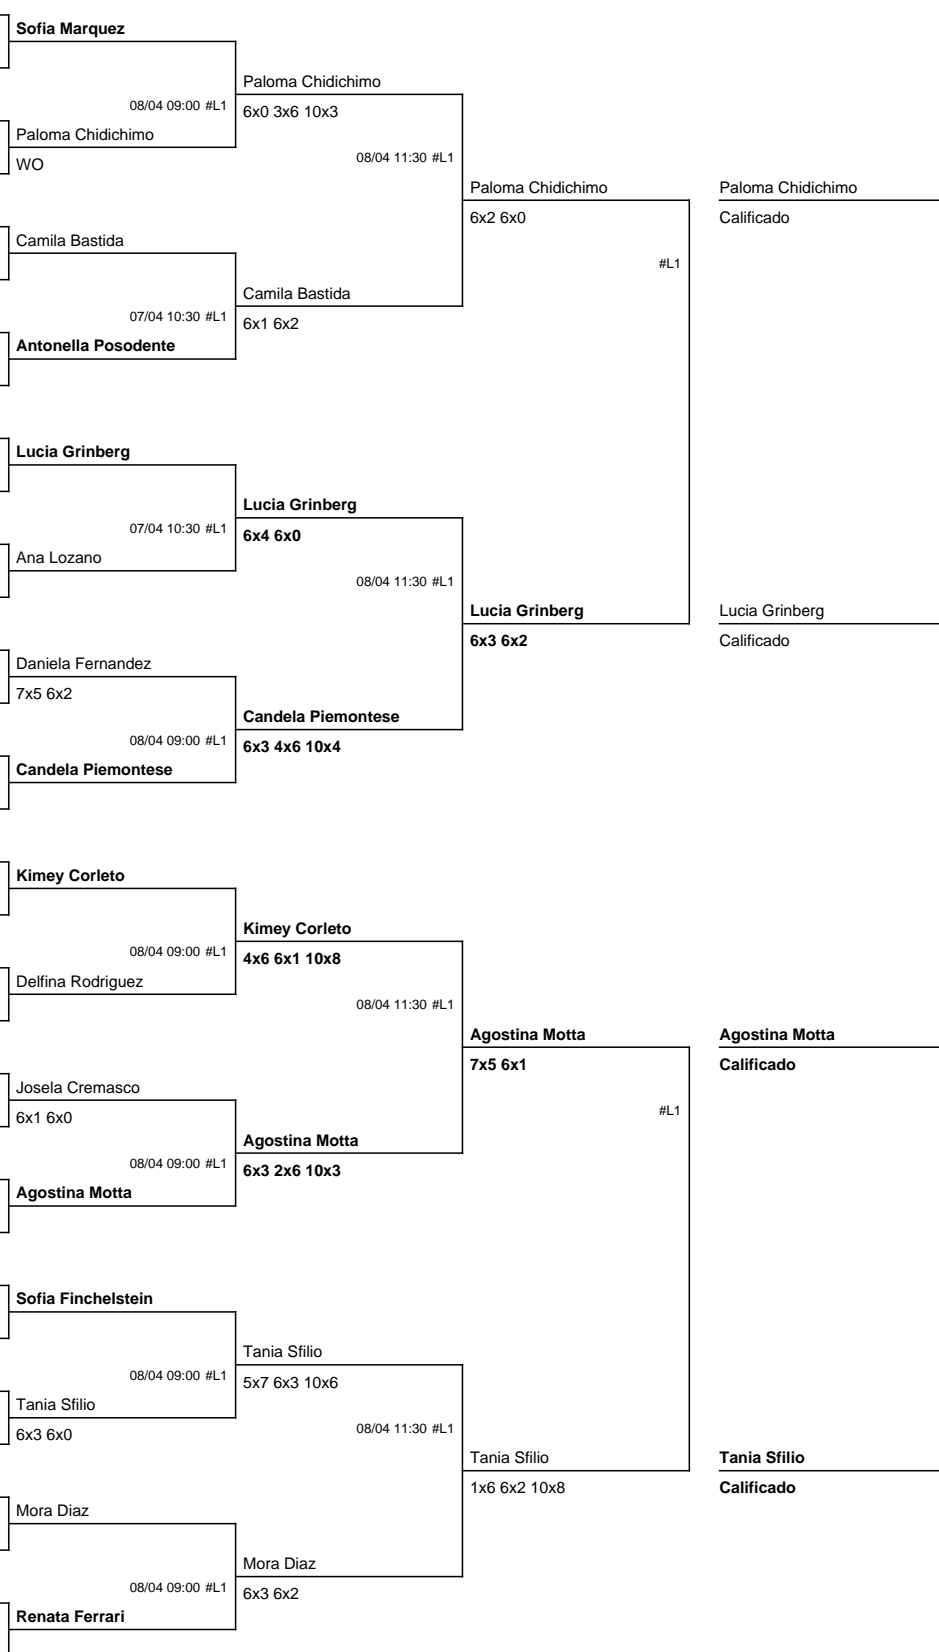 Sofia Marquez
Paloma Chidichimo
08/04 09:00 #L1
6x0 3x6 10x3
Paloma Chidichimo
08/04 11:30 #L1
WO
Paloma Chidichimo
Paloma Chidichimo
6x2 6x0
Calificado
Camila Bastida
#L1
Camila Bastida
07/04 10:30 #L1
6x1 6x2
Antonella Posodente
Lucia Grinberg
Lucia Grinberg
07/04 10:30 #L1
6x4 6x0
Ana Lozano
08/04 11:30 #L1
Lucia Grinberg
Lucia Grinberg
6x3 6x2
Calificado
Daniela Fernandez
7x5 6x2
Candela Piemontese
08/04 09:00 #L1
6x3 4x6 10x4
Candela Piemontese
Kimey Corleto
Kimey Corleto
08/04 09:00 #L1
4x6 6x1 10x8
Delfina Rodriguez
08/04 11:30 #L1
Agostina Motta
Agostina Motta
7x5 6x1
Calificado
Josela Cremasco
#L1
6x1 6x0
Agostina Motta
08/04 09:00 #L1
6x3 2x6 10x3
Agostina Motta
Sofia Finchelstein
Tania Sfilio
08/04 09:00 #L1
5x7 6x3 10x6
Tania Sfilio
08/04 11:30 #L1
6x3 6x0
Tania Sfilio
Tania Sfilio
1x6 6x2 10x8
Calificado
Mora Diaz
Mora Diaz
08/04 09:00 #L1
6x3 6x2
Renata Ferrari